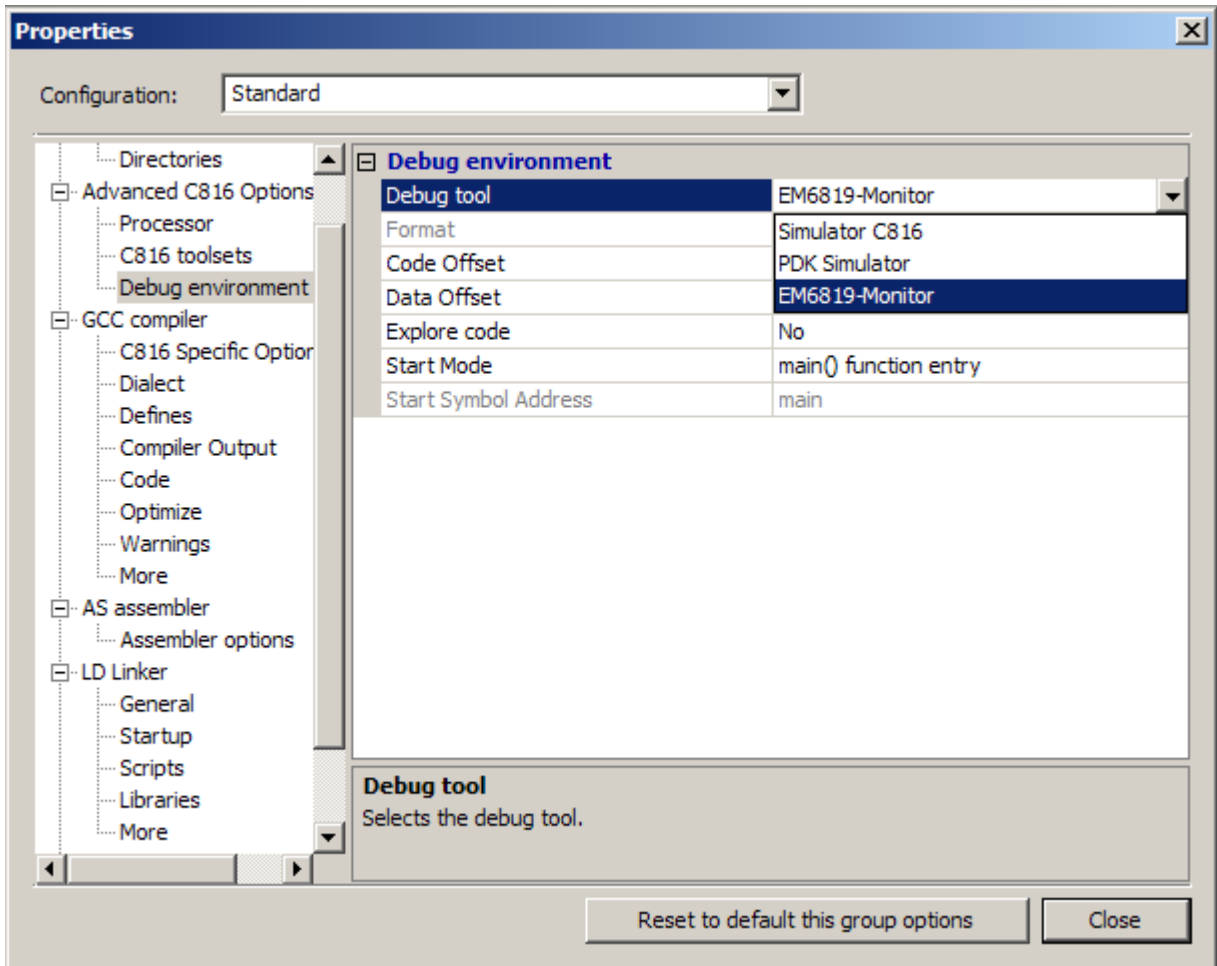 Properties
Configuration: Standard
Directories
Advanced C816 Options
Processor
C816 toolsets
Debug environment
GCC compiler
C816 Specific Option
Dialect
Defines
Compiler Output
Code
Optimize
Warnings
More
AS assembler
Assembler options
LD Linker
General
Startup
Scripts
Libraries
More
Debug environment
Debug tool EM6819-Monitor
Format Simulator C816
Code Offset PDK Simulator
Data Offset EM6819-Monitor
Explore code No
Start Mode main() function entry
Start Symbol Address main
Debug tool
Selects the debug tool.
Reset to default this group options Close